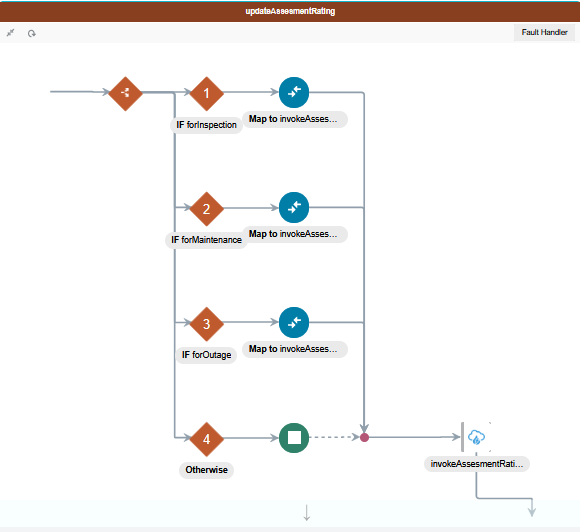 updateAssesmentRating
Fault Handler
1
IF forInspection
Map to invokeAsses...
2
IF forMaintenance
Map to invokeAsses...
3
IF forOutage
Map to invokeAsses...
4
Otherwise
invokeAssesmentRati...